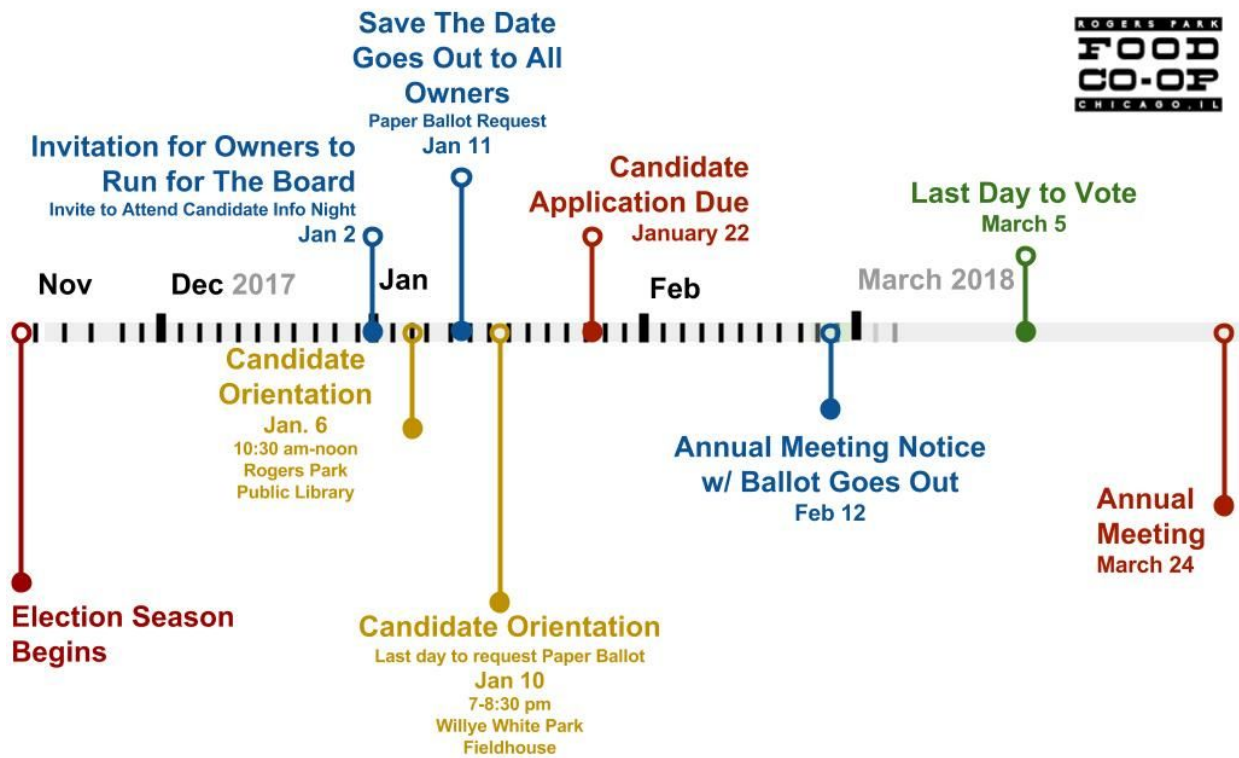 ROGERS PARK
FOOD
CO-OP
CHICAGO, IL
Save The Date
Goes Out to All
Owners
Paper Ballot Request
Jan 11
Invitation for Owners to
Run for The Board
Invite to Attend Candidate Info Night
Jan 2
Candidate
Application Due
January 22
Last Day to Vote
March 5
Nov
Dec 2017
Jan
Feb
March 2018
Candidate
Orientation
Jan. 6
10:30 am-noon
Rogers Park
Public Library
Annual Meeting Notice
w/ Ballot Goes Out
Feb 12
Annual
Meeting
March 24
Election Season
Begins
Candidate Orientation
Last day to request Paper Ballot
Jan 10
7-8:30 pm
Willye White Park
Fieldhouse